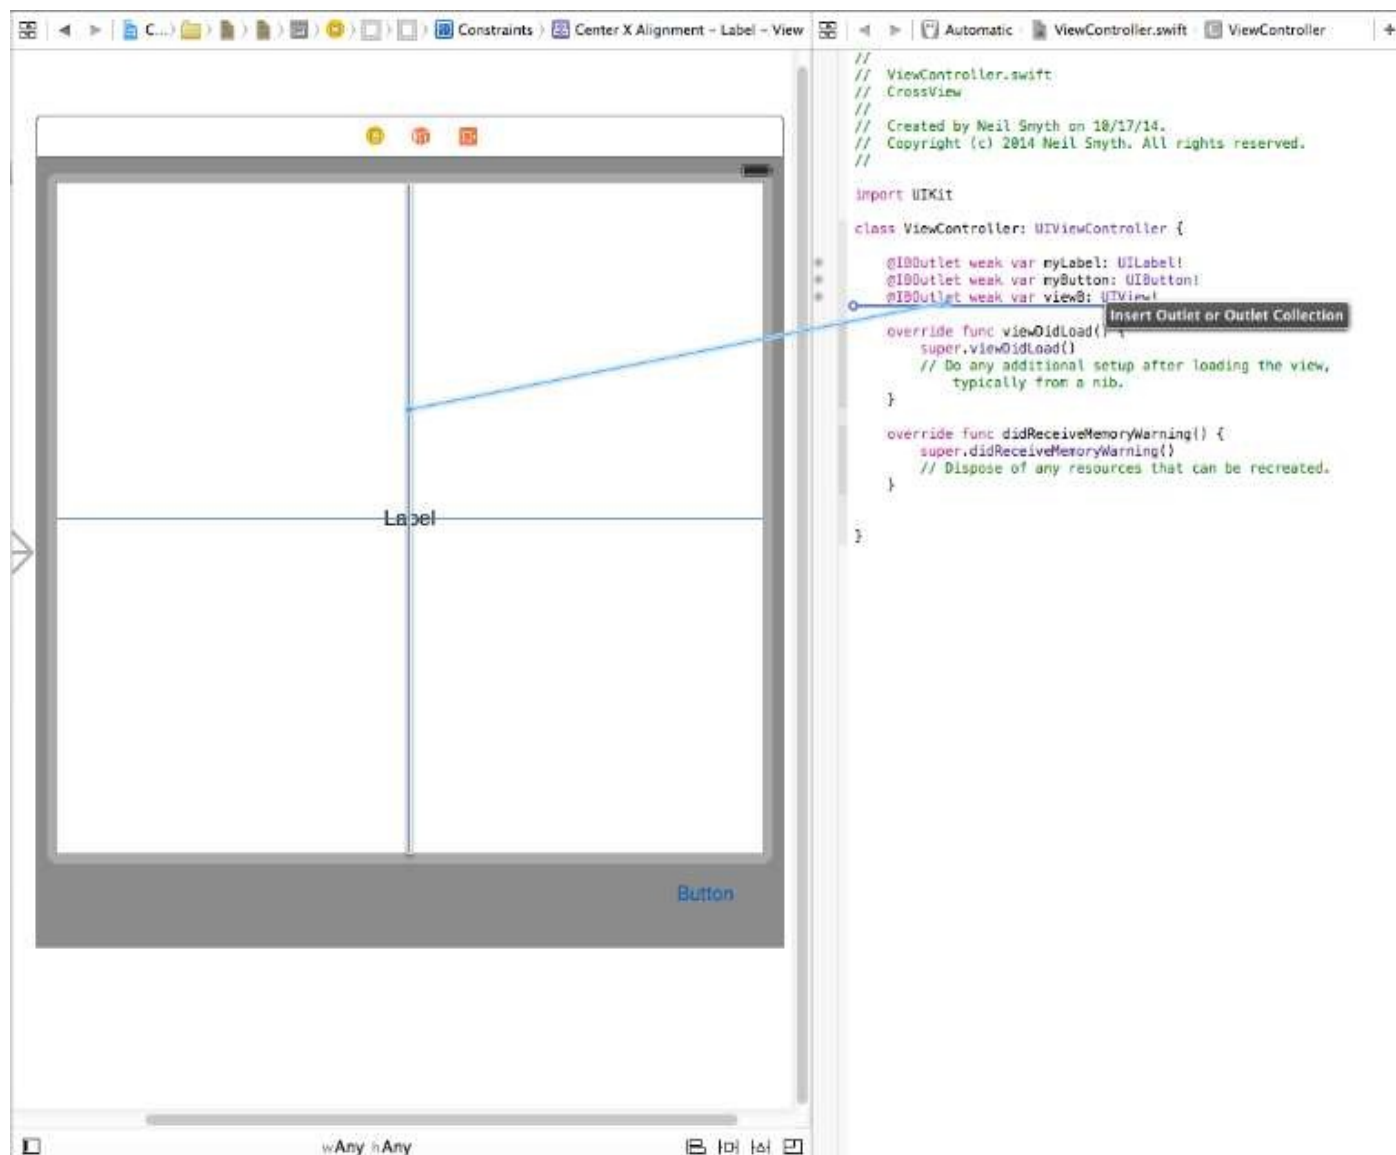 C... Constraints Center X Alignment – Label – View
Automatic ViewController.swift ViewController
Label
Button
wAny hAny
//
// ViewController.swift
// CrossView
//
// Created by Neil Smyth on 10/17/14.
// Copyright (c) 2014 Neil Smyth. All rights reserved.
//
import UIKit
class ViewController: UIViewController {
@IBOutlet weak var myLabel: UILabel!
@IBOutlet weak var myButton: UIButton!
@IBOutlet weak var viewB: UIView!
Insert Outlet or Outlet Collection
override func viewDidLoad() {
super.viewDidLoad()
// Do any additional setup after loading the view,
typically from a nib.
}
override func didReceiveMemoryWarning() {
super.didReceiveMemoryWarning()
// Dispose of any resources that can be recreated.
}
}